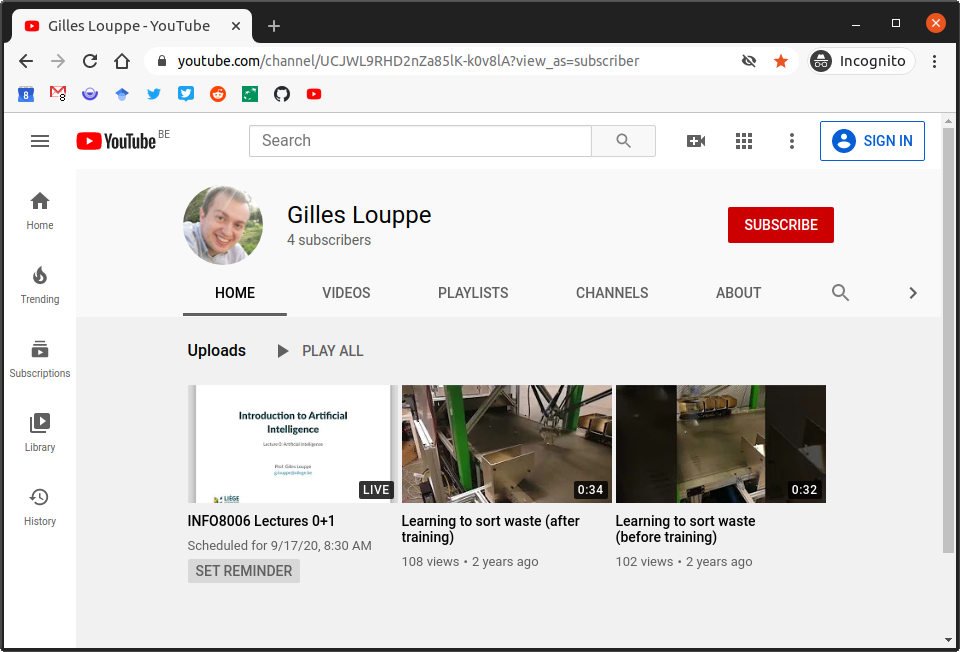 Gilles Louppe - YouTube
youtube.com/channel/UCJWL9RHD2nZa85lK-k0v8lA?view_as=subscriber
Incognito
8
8
YouTube BE
Search
SIGN IN
Home
Trending
Subscriptions
Library
History
Gilles Louppe
4 subscribers
SUBSCRIBE
HOME VIDEOS PLAYLISTS CHANNELS ABOUT
Uploads PLAY ALL
Introduction to Artificial
Intelligence
Lecture 0: Artificial Intelligence
Prof. Gilles Louppe
g.louppe@uliege.be
LIÈGE
LIVE
INFO8006 Lectures 0+1
Scheduled for 9/17/20, 8:30 AM
SET REMINDER
0:34
Learning to sort waste (after
training)
108 views • 2 years ago
0:32
Learning to sort waste
(before training)
102 views • 2 years ago